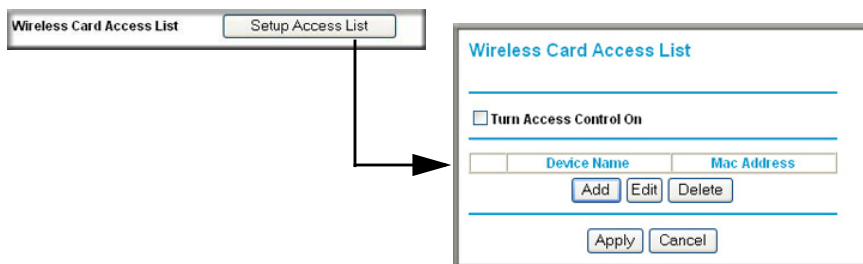 Wireless Card Access List Setup Access List
Wireless Card Access List
Turn Access Control On
Device Name Mac Address
Add Edit Delete
Apply Cancel